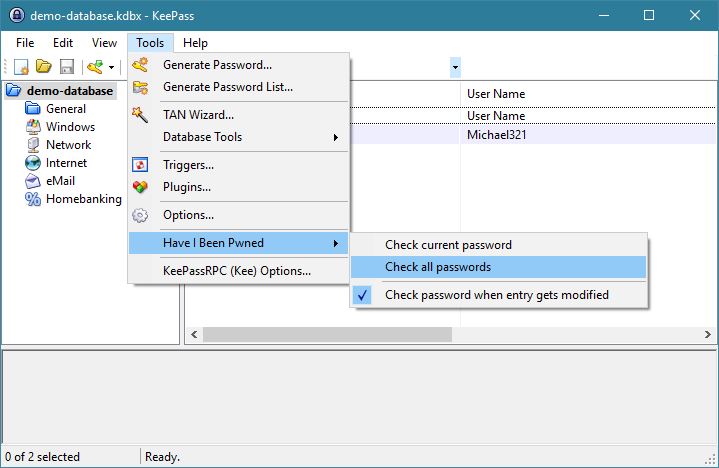 demo-database.kdbx - KeePass
File Edit View Tools Help
Generate Password...
Generate Password List...
TAN Wizard...
Database Tools
Triggers...
Plugins...
Options...
Have I Been Pwned
KeePassRPC (Kee) Options...
Check current password
Check all passwords
Check password when entry gets modified
demo-database
General
Windows
Network
Internet
eMail
Homebanking
User Name
User Name
Michael321
0 of 2 selected
Ready.